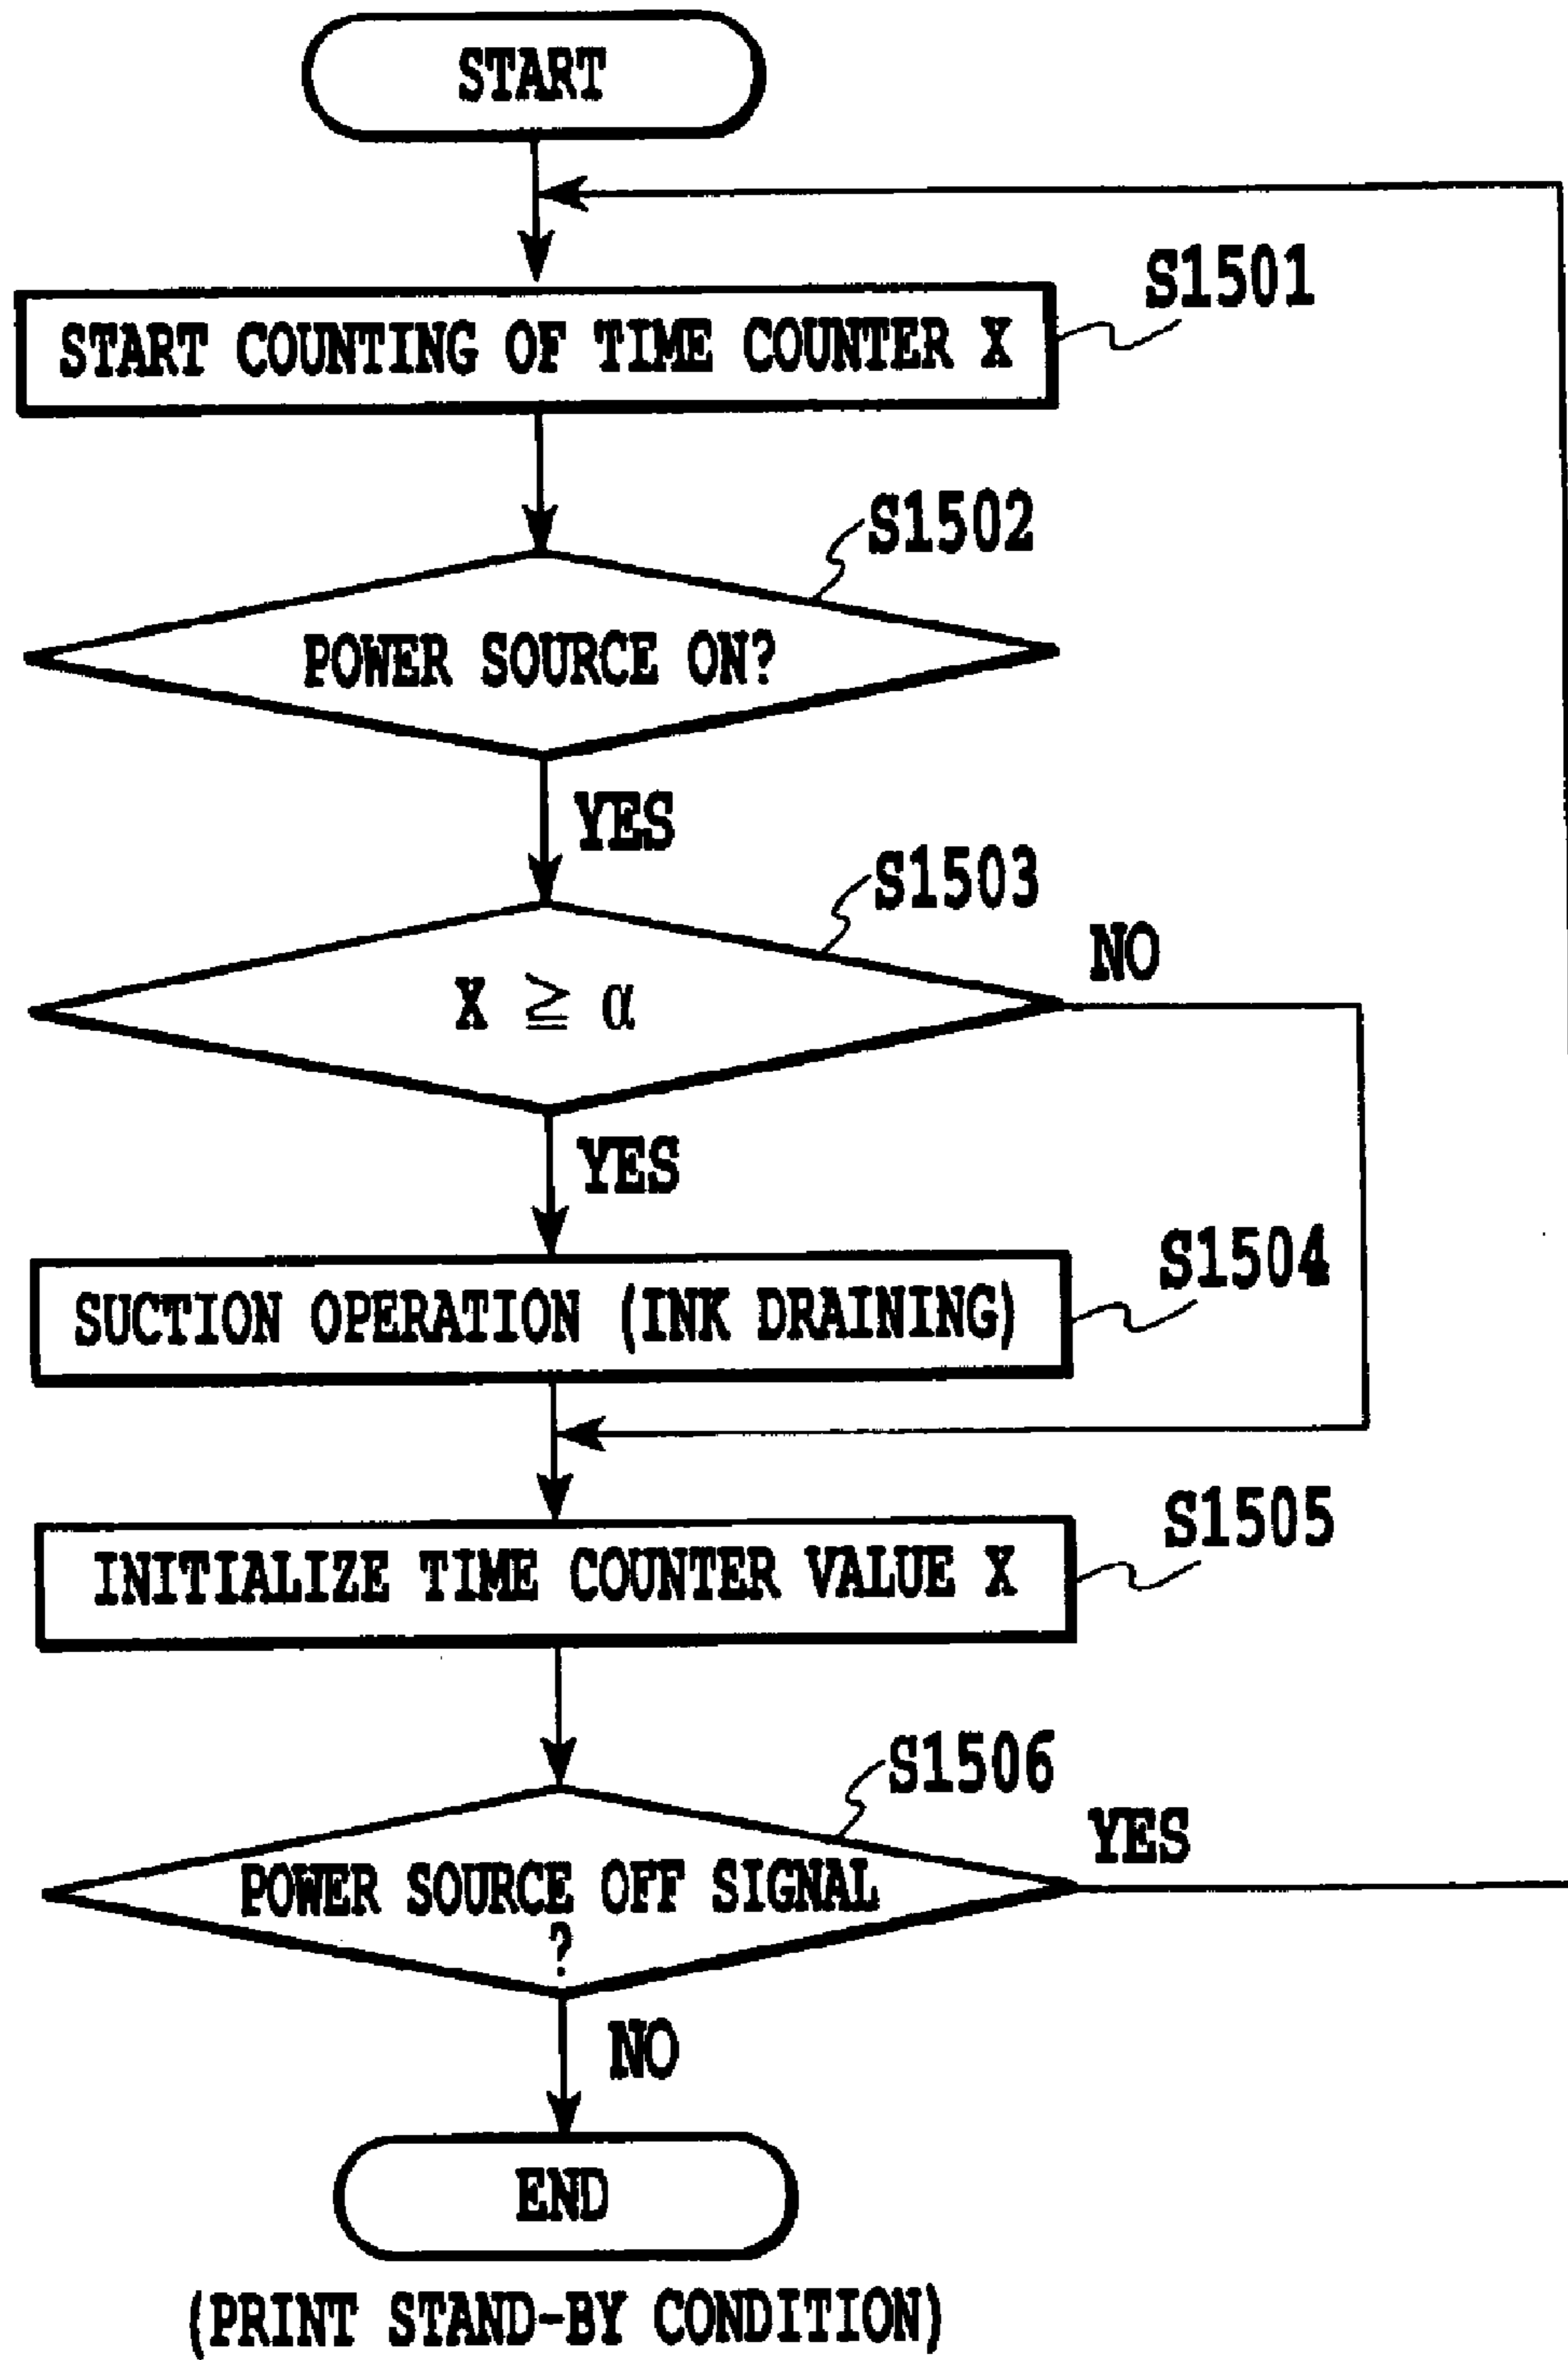 START
S1501
START COUNTING OF TIME COUNTER X
S1502
POWER SOURCE ON?
YES
S1503
NO
X ≧ α
YES
S1504
SUCTION OPERATION (INK DRAINING)
S1505
INITIALIZE TIME COUNTER VALUE X
S1506
YES
POWER SOURCE OFF SIGNAL
?
NO
END
(PRINT STAND-BY CONDITION)